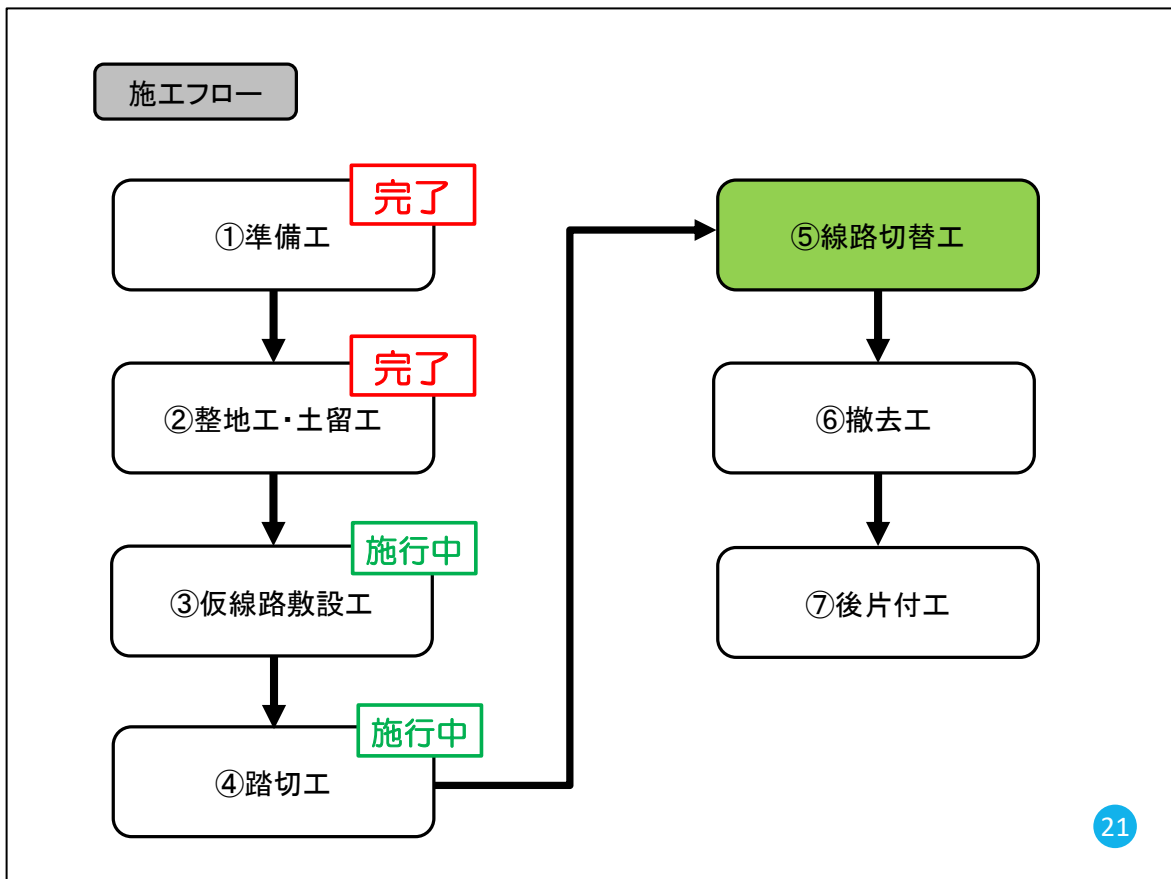 施工フロー
完了
①準備工
完了
②整地工・土留工
施行中
③仮線路敷設工
施行中
④踏切工
⑤線路切替工
⑥撤去工
⑦後片付工
21